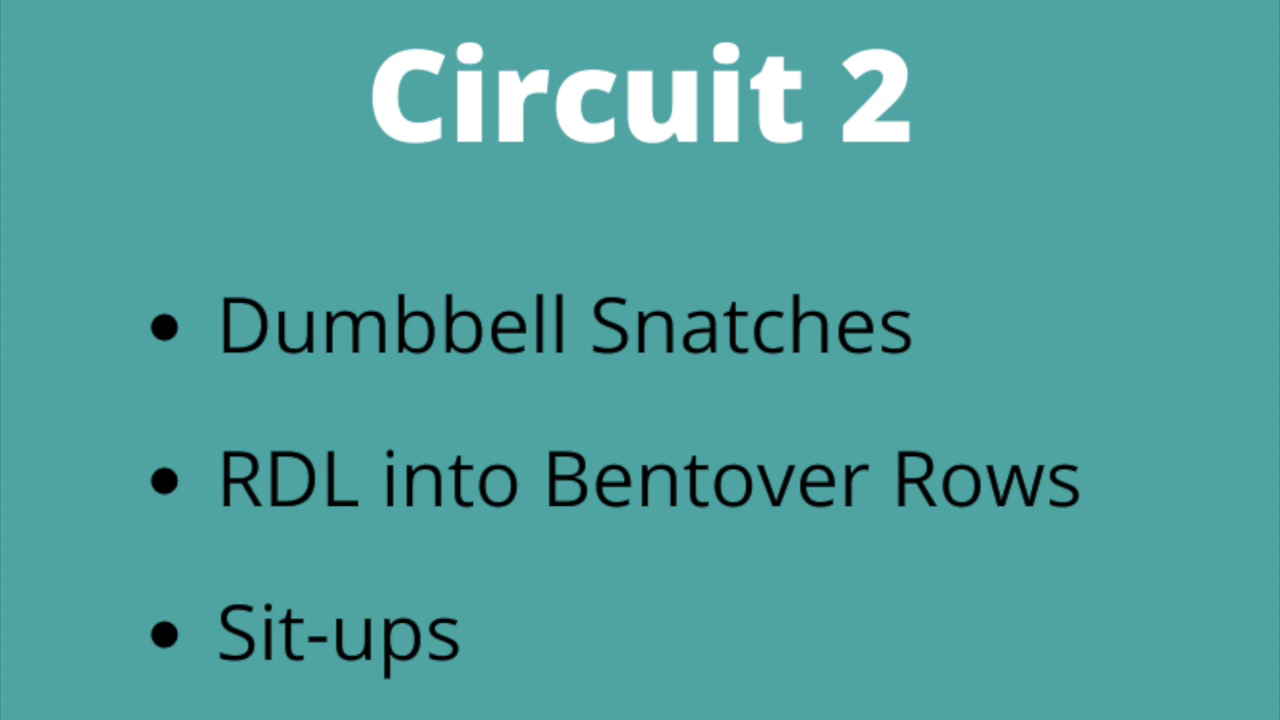 Circuit 2
• Dumbbell Snatches
• RDL into Bentover Rows
• Sit-ups